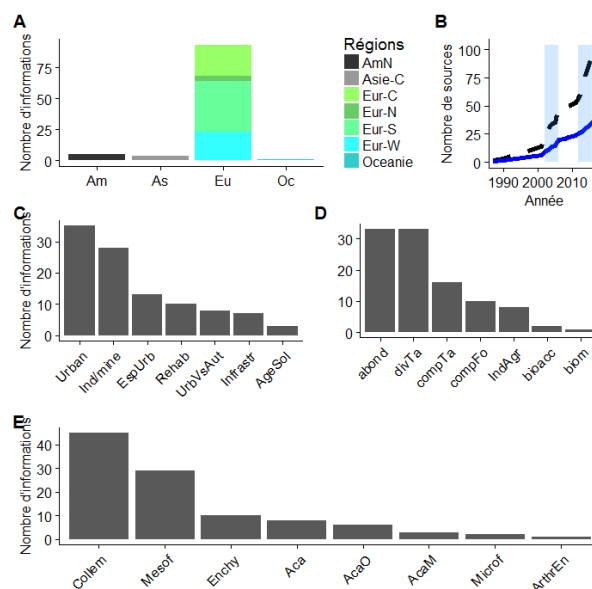 A
Nombre d'informations
75
50
25
0
Am
As
Eu
Oc
Régions
AmN
Asie-C
Eur-C
Eur-N
Eur-S
Eur-W
Oceanie
B
Nombre de sources
100
75
50
25
0
1990
2000
2010
Année
C
Nombre d'informations
30
20
10
0
Urban
Ind/mine
EspUrb
Rehab
UrbVsAut
Infrastr
AgeSol
D
30
20
10
0
abond
divTa
compTa
compFo
IndAgr
bioacc
biom
E
Nombre d'informations
40
30
20
10
0
Collem
Mesof
Enchy
Aca
AcaO
AcaM
Microf
ArthrEn